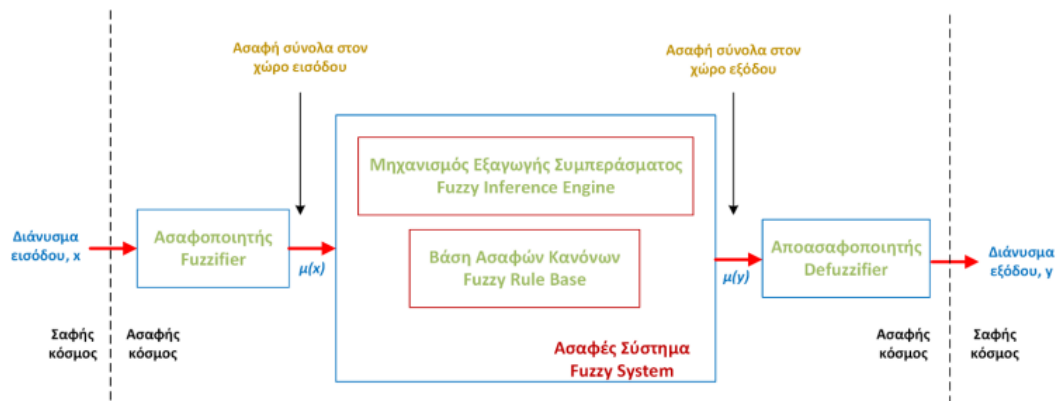 Ασαφή σύνολα στον
χώρο εισόδου
Ασαφή σύνολα στον
χώρο εξόδου
Μηχανισμός Εξαγωγής Συμπεράσματος
Fuzzy Inference Engine
Διάνυσμα
εισόδου, x
Ασαφοποιητής
Fuzzifier
μ(x)
Βάση Ασαφών Κανόνων
Fuzzy Rule Base
μ(y)
Αποασαφοποιητής
Defuzzifier
Διάνυσμα
εξόδου, y
Σαφής
κόσμος
Ασαφής
κόσμος
Ασαφές Σύστημα
Fuzzy System
Ασαφής
κόσμος
Σαφής
κόσμος